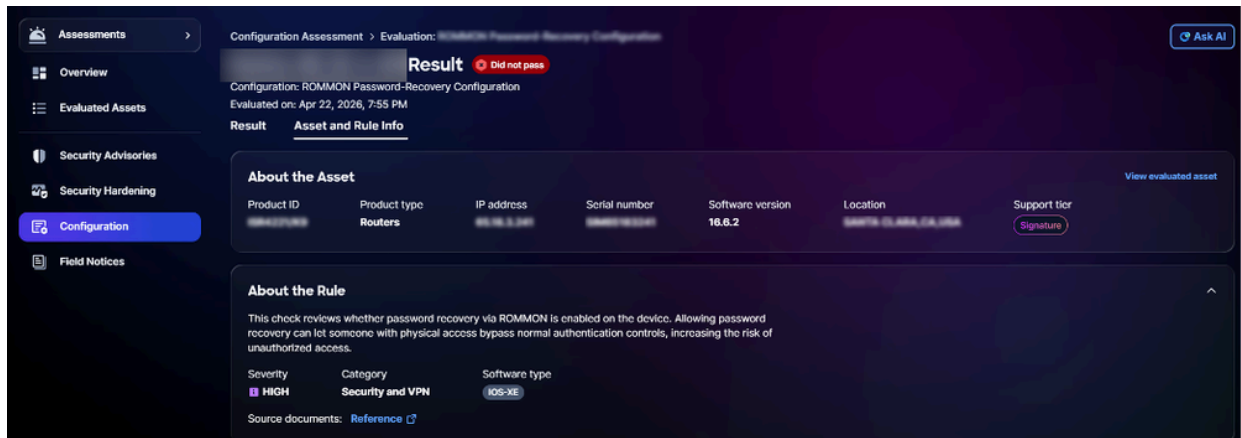 Assessments
Overview
Evaluated Assets
Security Advisories
Security Hardening
Configuration
Field Notices
Configuration Assessment > Evaluation:
Ask AI
Result Did not pass
Configuration: ROMMON Password-Recovery Configuration
Evaluated on: Apr 22, 2026, 7:55 PM
Result Asset and Rule Info
About the Asset
View evaluated asset
Product ID Product type IP address Serial number Software version Location Support tier
Routers 16.6.2 Signature
About the Rule
This check reviews whether password recovery via ROMMON is enabled on the device. Allowing password
recovery can let someone with physical access bypass normal authentication controls, increasing the risk of
unauthorized access.
Severity Category Software type
HIGH Security and VPN IOS-XE
Source documents: Reference